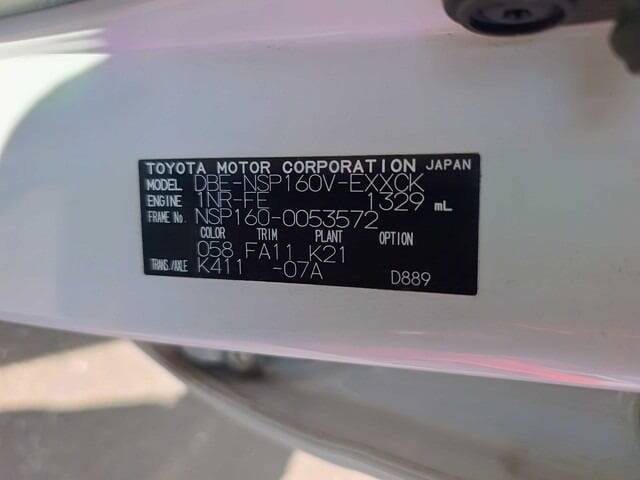 TOYOTA MOTOR CORPORATION JAPAN
MODEL DBE-NSP160V-EXXCK
ENGINE 1NR-FE 1329 mL
FRAME No. NSP160-0053572
COLOR TRIM PLANT OPTION
058 FA11 K21
TRANS./AXLE K411 -07A D889